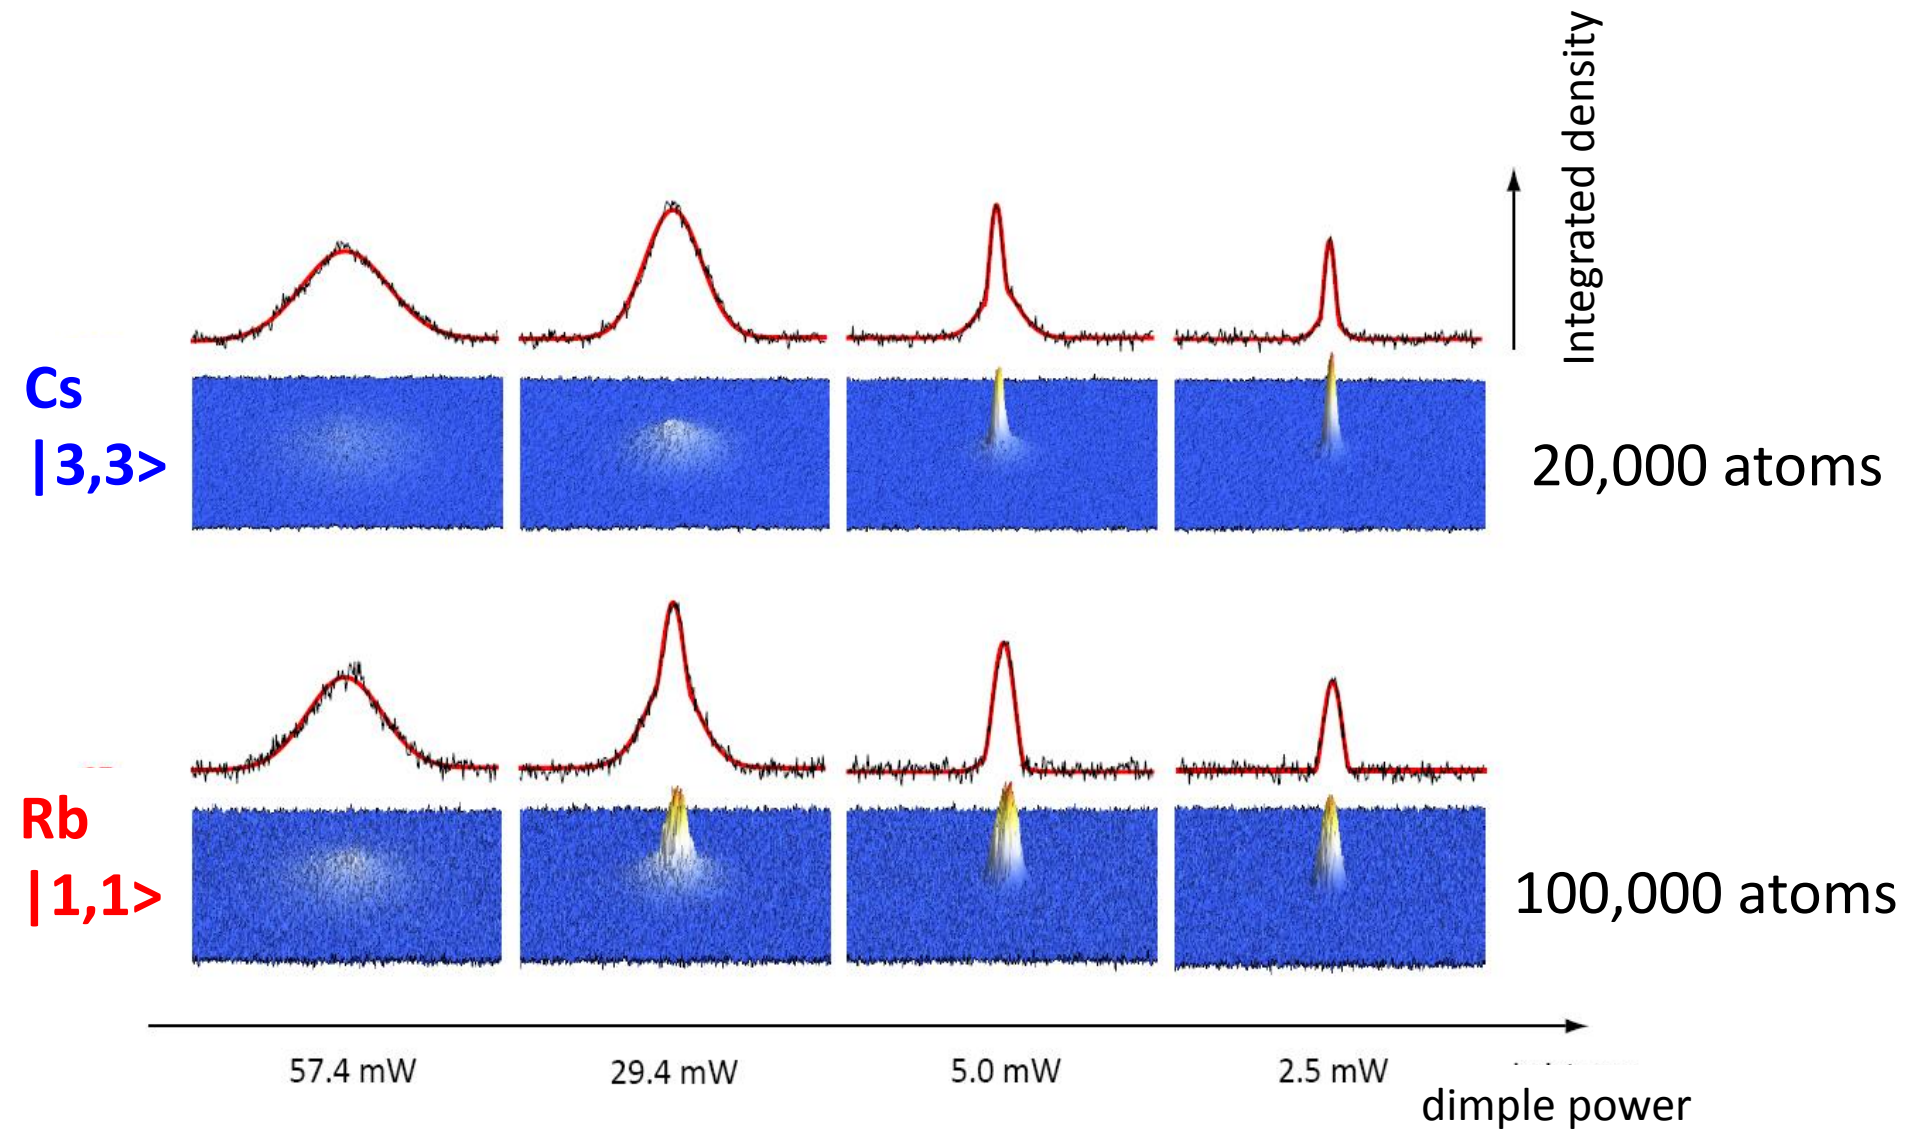 Integrated density
Cs
|3,3>
20,000 atoms
Rb
|1,1>
100,000 atoms
57.4 mW
29.4 mW
5.0 mW
2.5 mW
dimple power